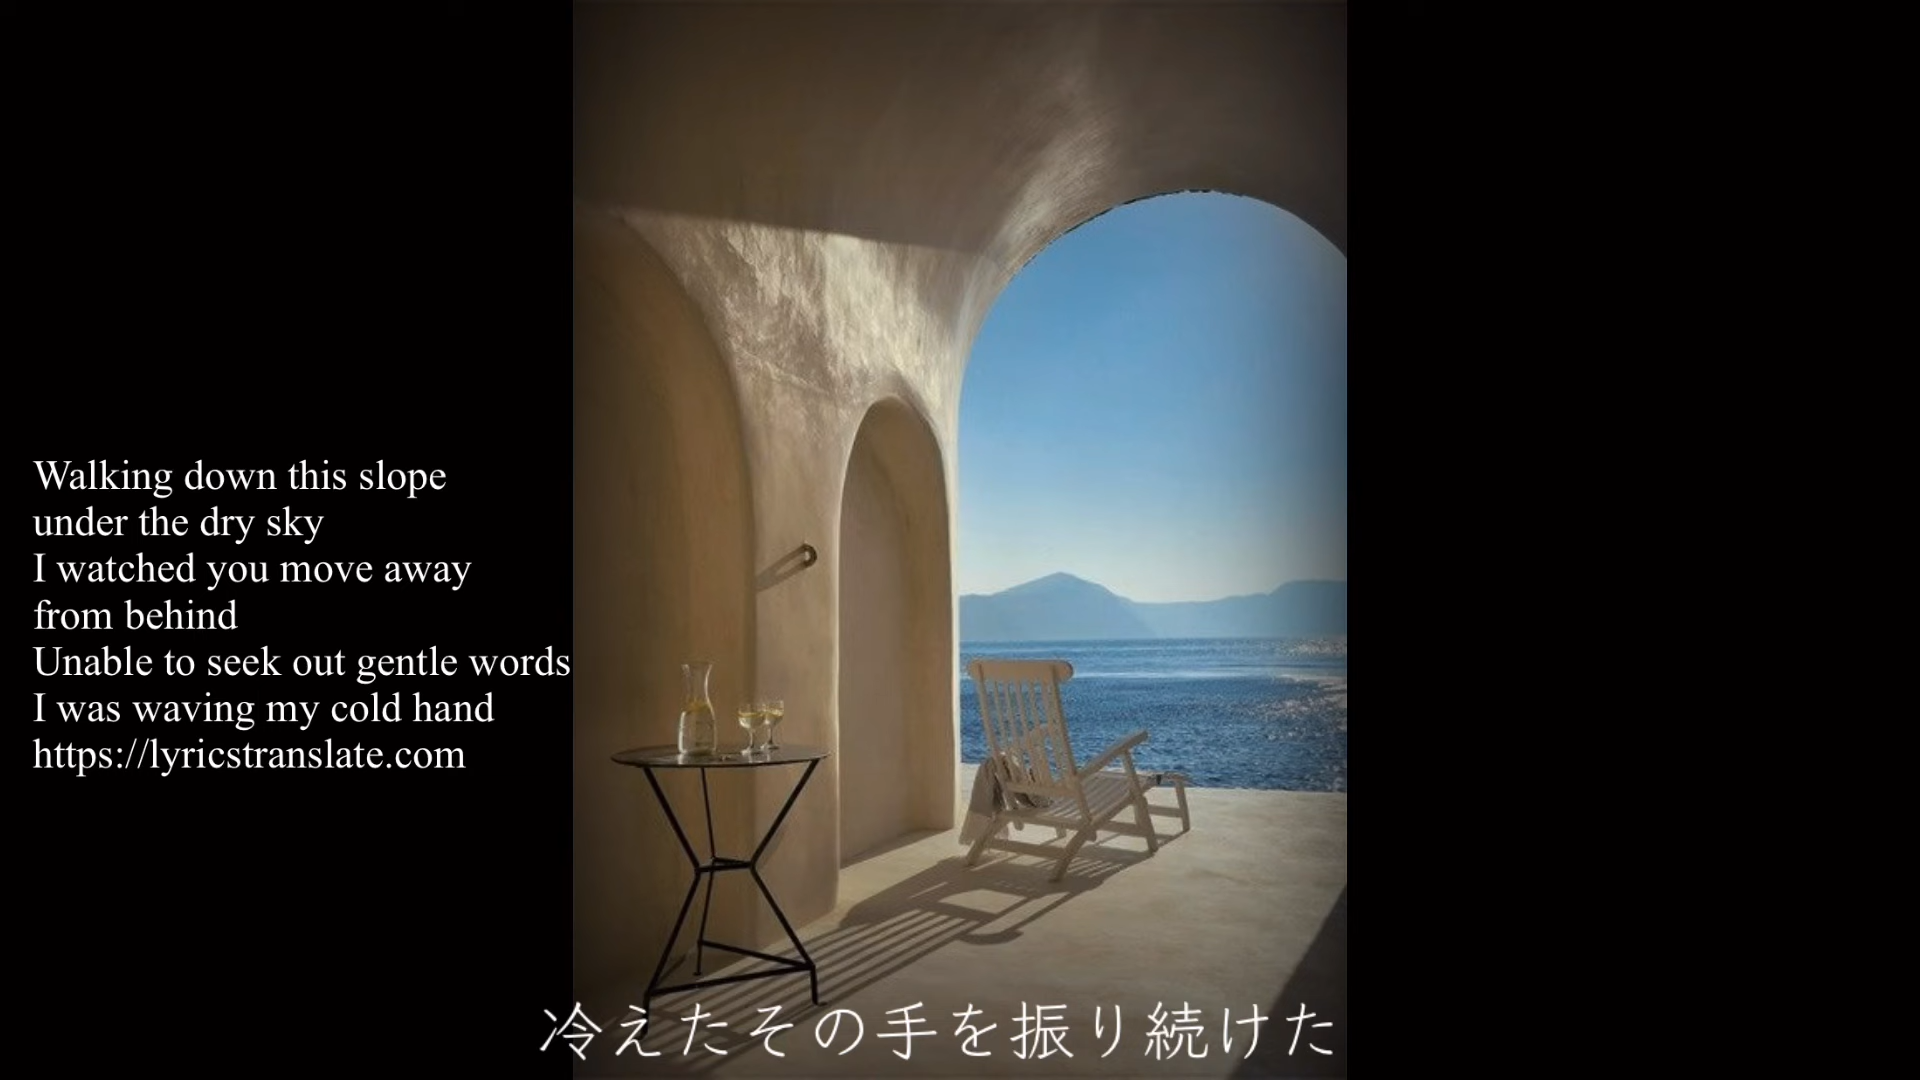 Walking down this slope
under the dry sky
I watched you move away
from behind
Unable to seek out gentle words
I was waving my cold hand
https://lyricstranslate.com
冷えたその手を振り続けた